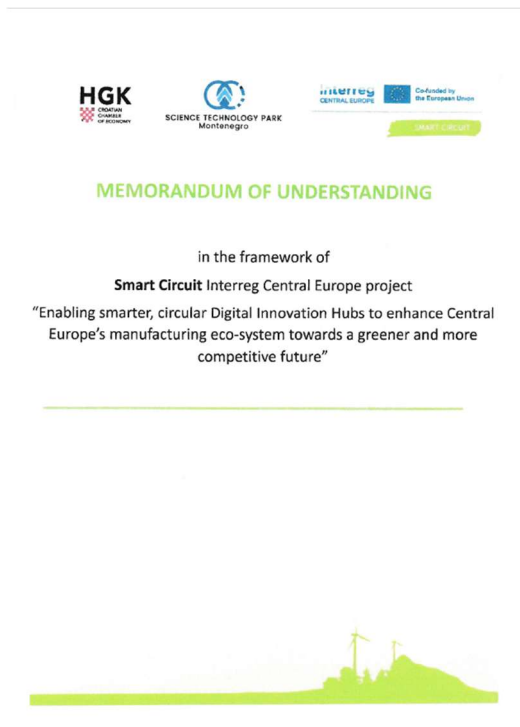 HGK
CROATIAN
CHAMBER
OF ECONOMY
SCIENCE TECHNOLOGY PARK
Montenegro
Interreg
CENTRAL EUROPE
Co-funded by
the European Union
SMART CIRCUIT
MEMORANDUM OF UNDERSTANDING
in the framework of
Smart Circuit Interreg Central Europe project
“Enabling smarter, circular Digital Innovation Hubs to enhance Central
Europe’s manufacturing eco-system towards a greener and more
competitive future”